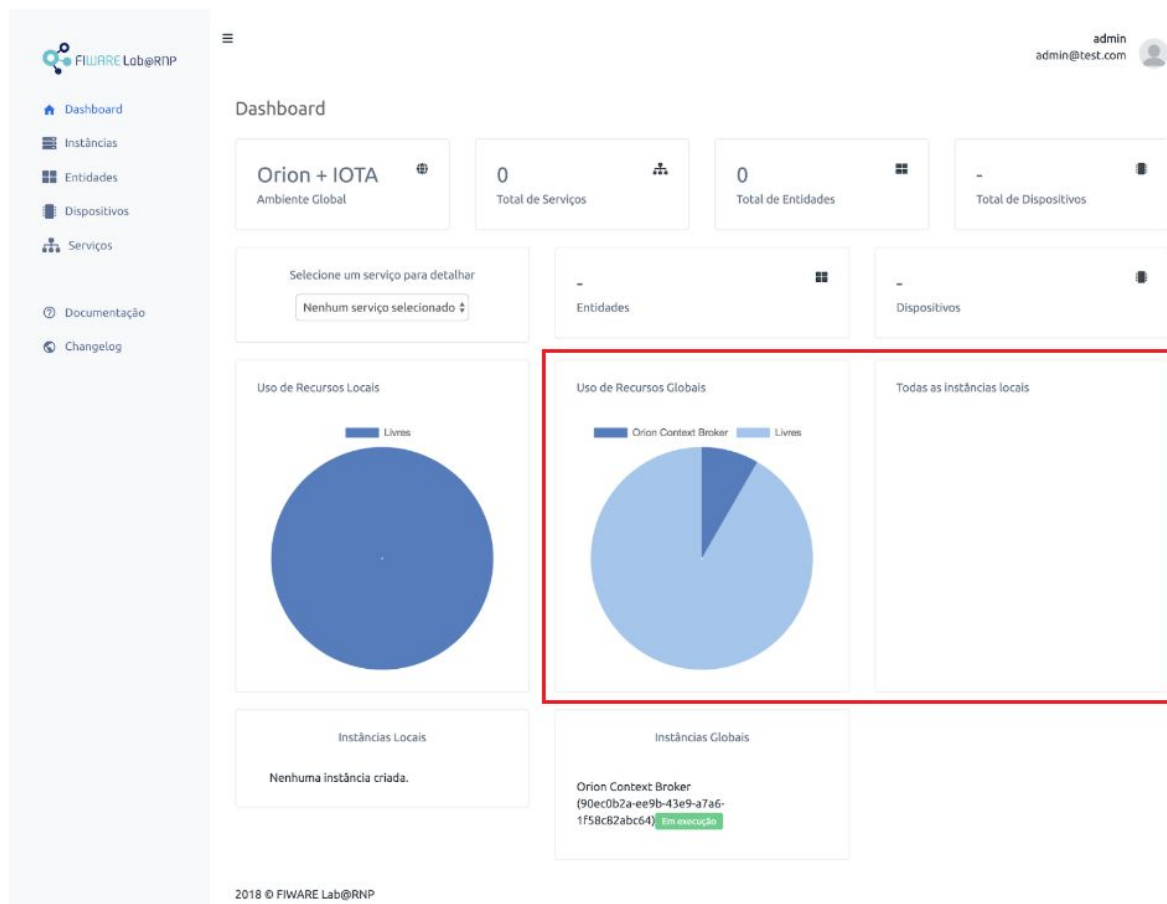 FIWARE Lab@RNP
Dashboard
Instâncias
Entidades
Dispositivos
Serviços
Documentação
Changelog
admin
admin@test.com
Dashboard
Orion + IOTA
Ambiente Global
0
Total de Serviços
0
Total de Entidades
-
Total de Dispositivos
Selecione um serviço para detalhar
Nenhum serviço selecionado
-
Entidades
-
Dispositivos
Uso de Recursos Locais
Livres
Uso de Recursos Globais
Orion Context Broker Livres
Todas as instâncias locais
Instâncias Locais
Nenhuma instância criada.
Instâncias Globais
Orion Context Broker
(90ec0b2a-ee9b-43e9-a7a6-
1f58c82abc64) Em execução
2018 © FIWARE Lab@RNP